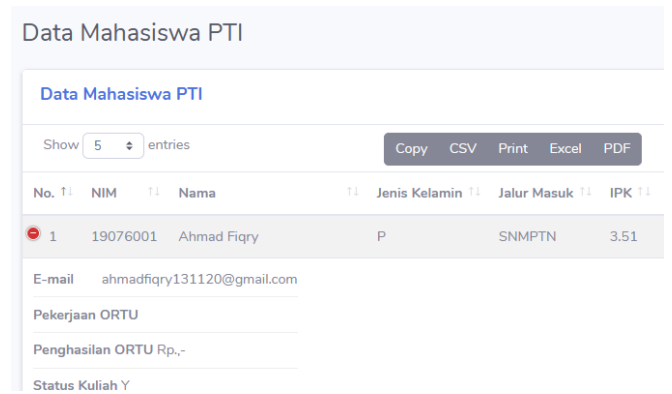 Data Mahasiswa PTI
Data Mahasiswa PTI
Show 5 entries Copy CSV Print Excel PDF
No. NIM Nama Jenis Kelamin Jalur Masuk IPK
1 19076001 Ahmad Fiqry P SNMPTN 3.51
E-mail ahmadfiqry131120@gmail.com
Pekerjaan ORTU
Penghasilan ORTU Rp.,-
Status Kuliah Y